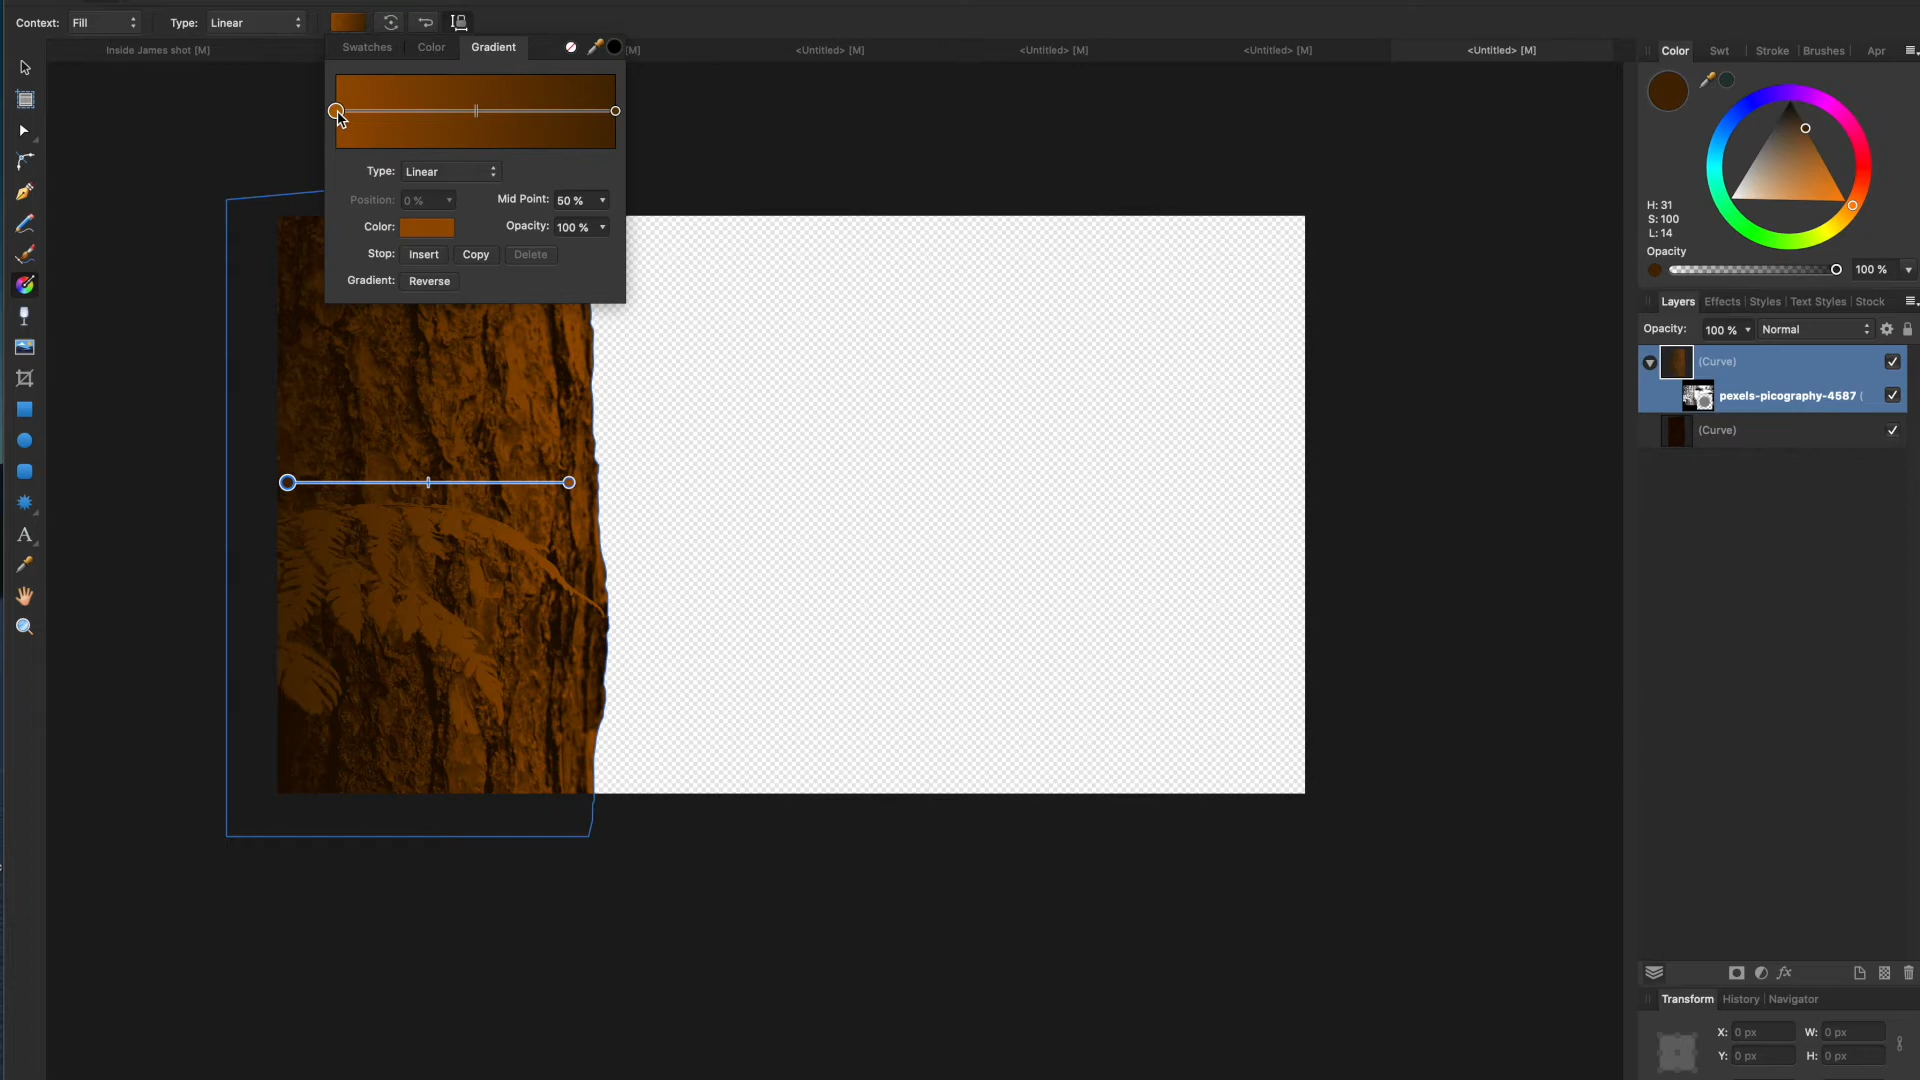 Context: Fill Type: Linear
Inside James shot [M] [M] <Untitled> [M] <Untitled> [M] <Untitled> [M] <Untitled> [M]
Swatches Color Gradient
Type: Linear
Position: 0 % Mid Point: 50 %
Color: Opacity: 100 %
Stop: Insert Copy Delete
Gradient: Reverse
A
Color Swt Stroke Brushes Apr
H: 31
S: 100
L: 14
Opacity
100 %
Layers Effects Styles Text Styles Stock
Opacity: 100 % Normal
(Curve)
pexels-picography-4587 (
(Curve)
fx
Transform History Navigator
X: 0 px W: 0 px
Y: 0 px H: 0 px